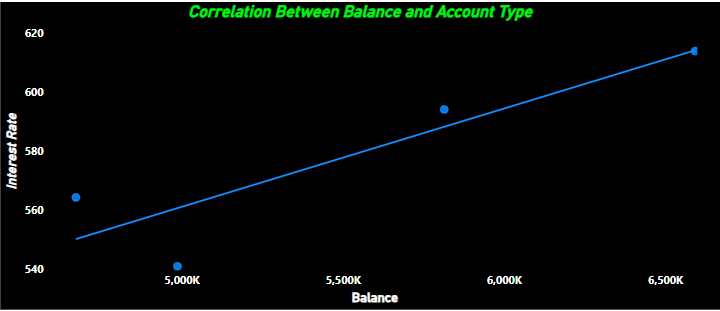 Correlation Between Balance and Account Type
620
600
580
560
540
Interest Rate
5,000K 5,500K 6,000K 6,500K
Balance